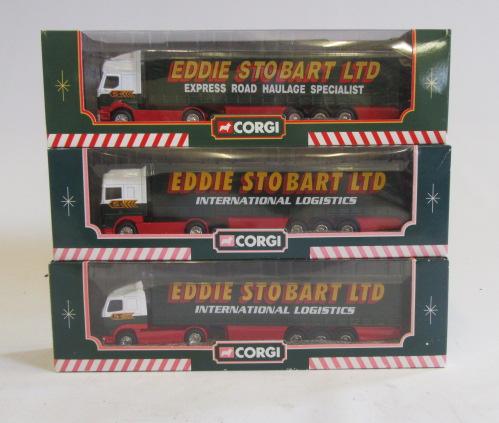 EDDIE STOBART LTD
EXPRESS ROAD HAULAGE SPECIALIST
CORGI
EDDIE STOBART LTD
INTERNATIONAL LOGISTICS
CORGI
EDDIE STOBART LTD
INTERNATIONAL LOGISTICS
CORGI